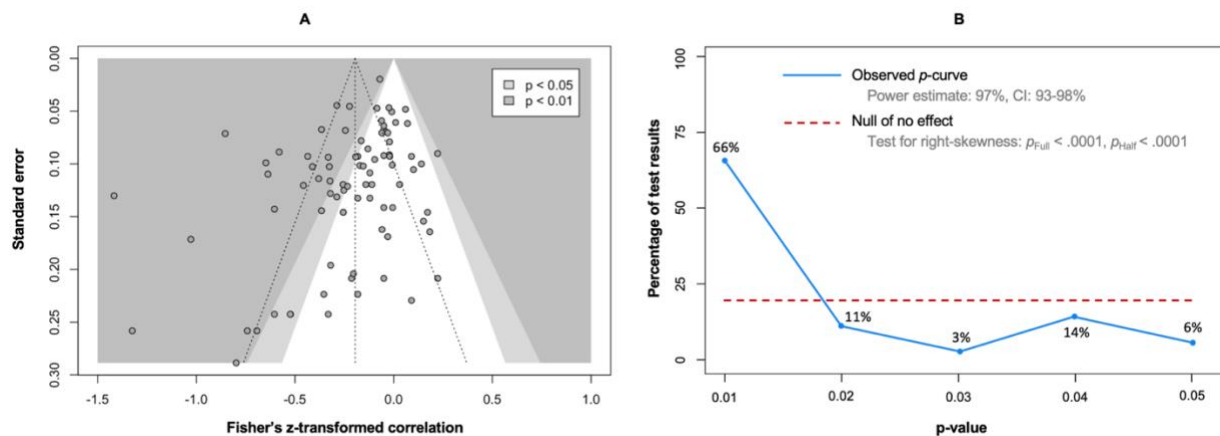 A
Standard error
0.00
0.05
0.10
0.15
0.20
0.25
0.30
p < 0.05
p < 0.01
-1.5
-1.0
-0.5
0.0
0.5
1.0
Fisher's z-transformed correlation
B
Percentage of test results
100
75
50
25
0
Observed p-curve
Power estimate: 97%, CI: 93-98%
Null of no effect
Test for right-skewness: pFull < .0001, pHalf < .0001
66%
11%
3%
14%
6%
0.01
0.02
0.03
0.04
0.05
p-value